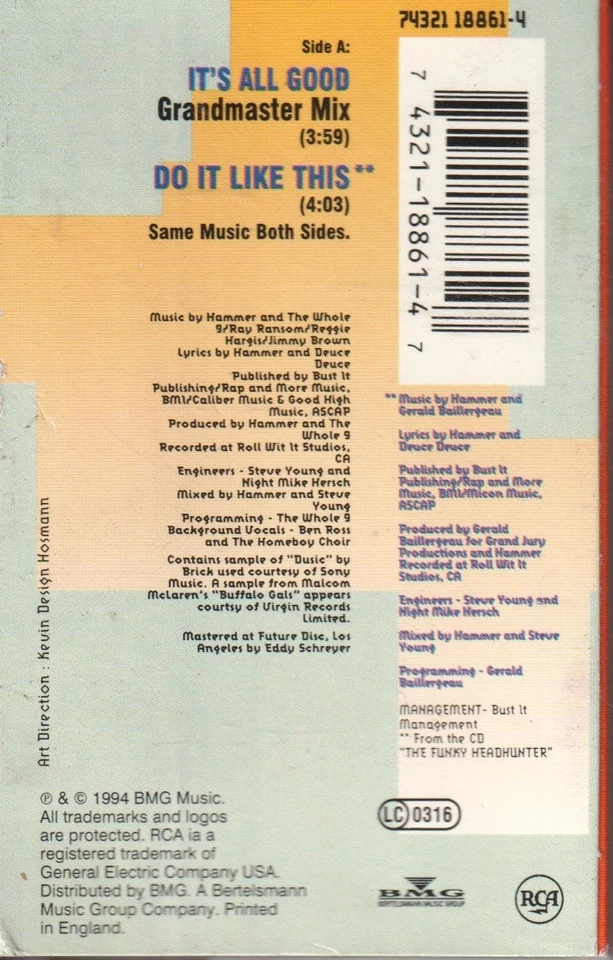 74321 18861-4
Side A:
IT'S ALL GOOD
Grandmaster Mix
(3:59)
DO IT LIKE THIS**
(4:03)
Same Music Both Sides.
7 4321-18861-4 7
Music by Hammer and The Whole
9/Ray Ransom/Reggie
Hargis/Jimmy Brown
Lyrics by Hammer and Deuce
Deuce
Published by Bust It
Publishing/Rap and More Music,
BMI/Caliber Music & Good High
Music, ASCAP
Produced by Hammer and The
Whole 9
Recorded at Roll Wit It Studios,
CA
Engineers - Steve Young and
Night Mike Hersch
Mixed by Hammer and Steve
Young
Programming - The Whole 9
Background Vocals - Ben Ross
and The Homeboy Choir
Contains sample of "Dusic" by
Brick used courtesy of Sony
Music. A sample from Malcom
McLaren's "Buffalo Gals" appears
courtsy of Virgin Records
Limited.
Mastered at Future Disc, Los
Angeles by Eddy Schreyer
** Music by Hammer and
Gerald Baillergeau
Lyrics by Hammer and
Deuce Deuce
Published by Bust It
Publishing/Rap and More
Music, BMI/Micon Music,
ASCAP
Produced by Gerald
Baillergeau for Grand Jury
Productions and Hammer
Recorded at Roll Wit It
Studios, CA
Engineers - Steve Young and
Night Mike Hersch
Mixed by Hammer and Steve
Young
Programming - Gerald
Baillergeau
MANAGEMENT- Bust It
Management
** From the CD
"THE FUNKY HEADHUNTER"
Art Direction : Kevin Design Hosmann
℗ & © 1994 BMG Music.
All trademarks and logos
are protected. RCA ia a
registered trademark of
General Electric Company USA.
Distributed by BMG. A Bertelsmann
Music Group Company. Printed
in England.
LC 0316
BMG
BERTELSMANN MUSIC GROUP
RCA